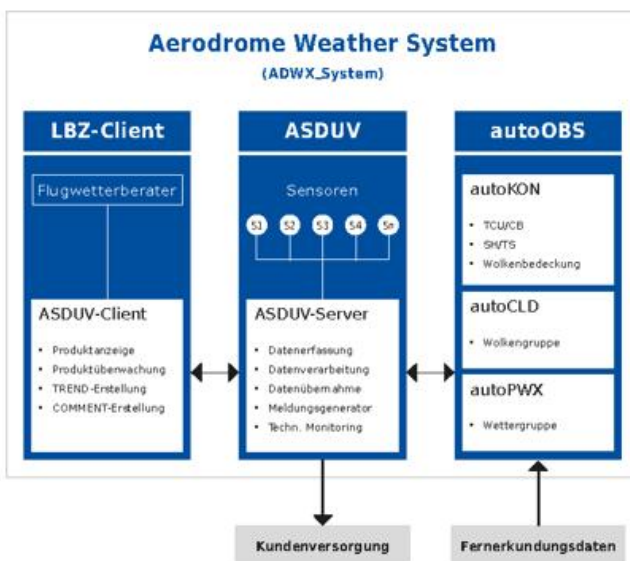 Aerodrome Weather System
(ADWX_System)
LBZ-Client
Flugwetterberater
ASDUV-Client
• Produktanzeige
• Produktüberwachung
• TREND-Erstellung
• COMMENT-Erstellung
ASDUV
Sensoren
S1 S2 S3 S4 Sn
ASDUV-Server
• Datenerfassung
• Datenverarbeitung
• Datenübernahme
• Meldungsgenerator
• Techn. Monitoring
autoOBS
autoKON
• TCU/CB
• SH/TS
• Wolkenbedeckung
autoCLD
• Wolkengruppe
autoPWX
• Wettergruppe
Kundenversorgung
Fernerkundungsdaten